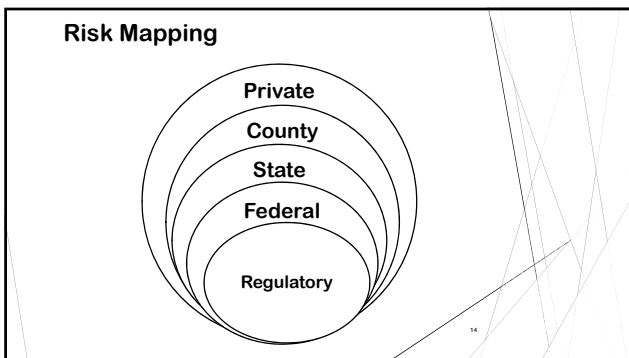 Risk Mapping
Private
County
State
Federal
Regulatory
14